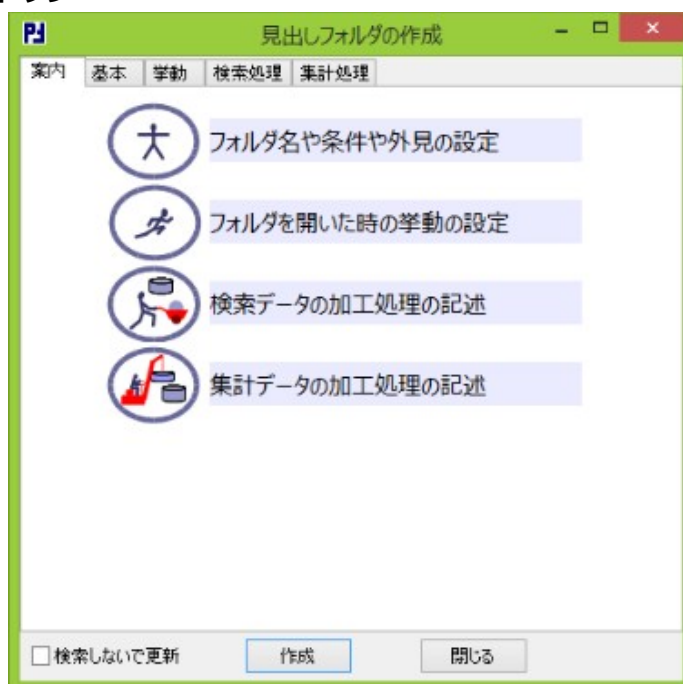 見出しフォルダの作成
案内 基本 挙動 検索処理 集計処理
フォルダ名や条件や外見の設定
フォルダを開いた時の挙動の設定
検索データの加工処理の記述
集計データの加工処理の記述
検索しないで更新 作成 閉じる